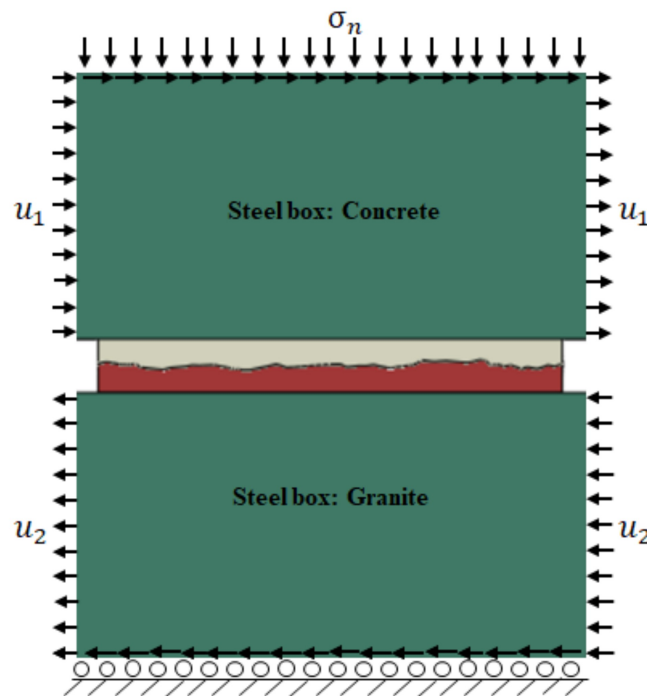 σn
u1 u1
Steel box: Concrete
Steel box: Granite
u2 u2